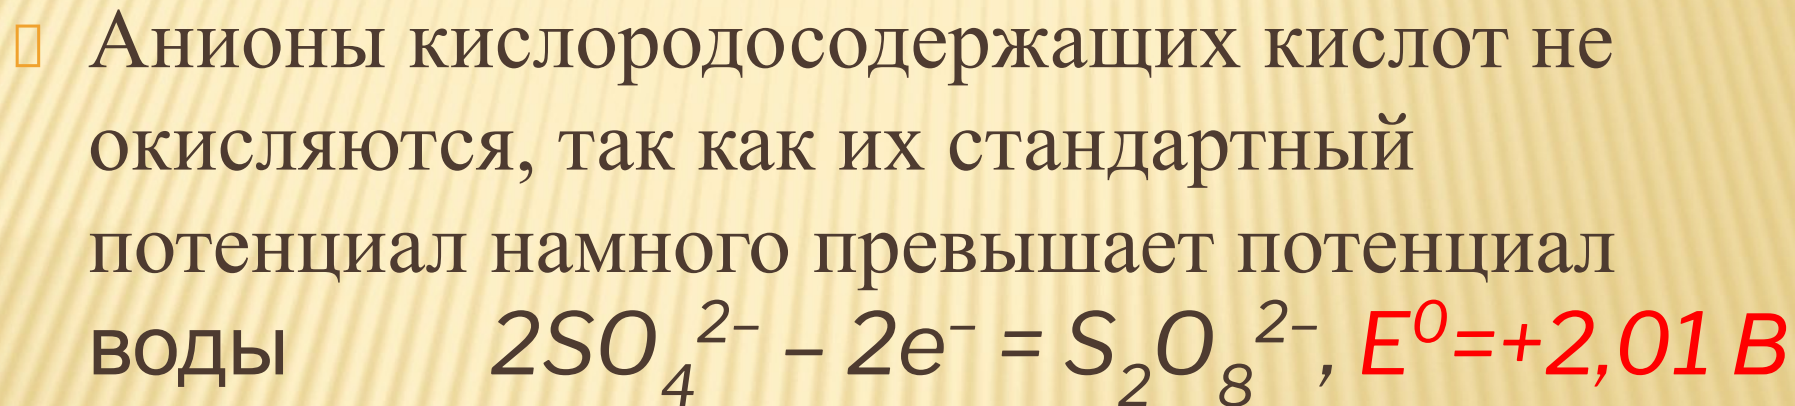 Анионы кислородосодержащих кислот не
окисляются, так как их стандартный
потенциал намного превышает потенциал
воды 2SO₄²⁻ – 2e⁻ = S₂O₈²⁻, E⁰=+2,01 В